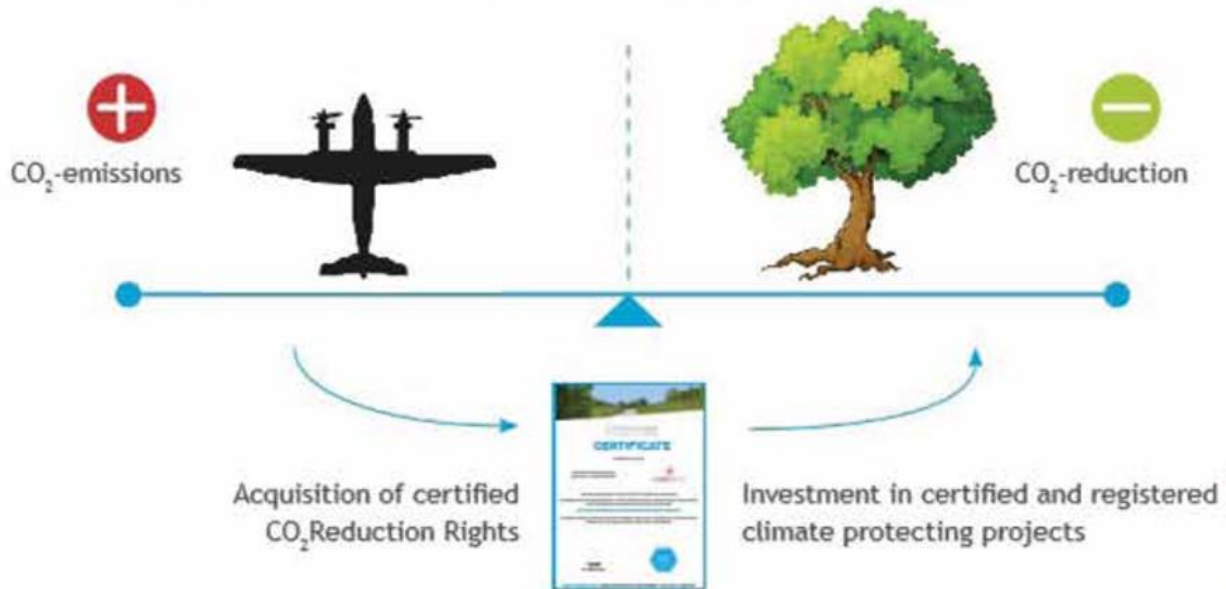 CO₂-emissions
CO₂-reduction
CERTIFICATE
Acquisition of certified
CO₂Reduction Rights
Investment in certified and registered
climate protecting projects